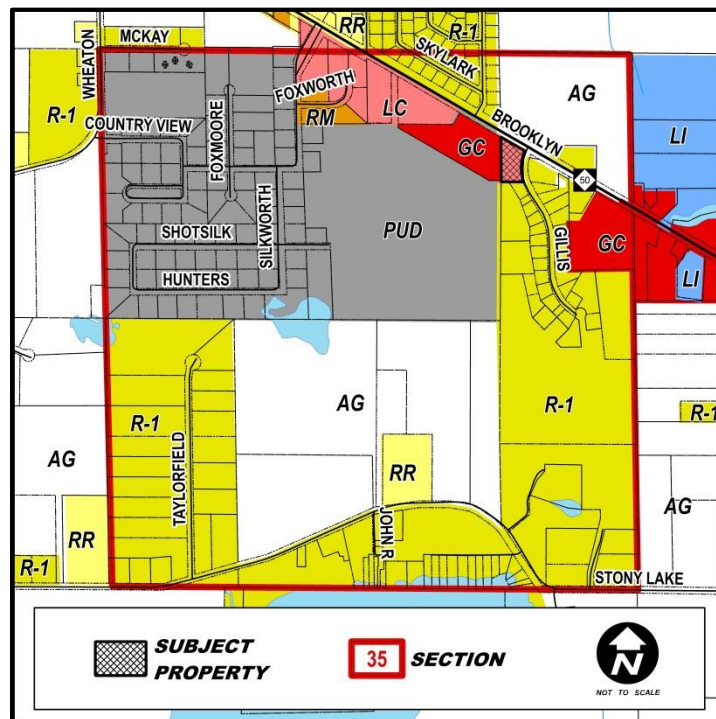 RR
R-1
MCKAY
WHEATON
SKYLARK
FOXWORTH
AG
R-1
FOXMOORE
LC
RM
BROOKLYN
COUNTRY VIEW
LI
GC
50
SILKWORTH
PUD
SHOTSILK
GILLIS
GC
HUNTERS
LI
AG
R-1
R-1
R-1
TAYLORFIELD
RR
AG
JOHN R
AG
RR
R-1
STONY LAKE
SUBJECT
PROPERTY
35 SECTION
N
NOT TO SCALE